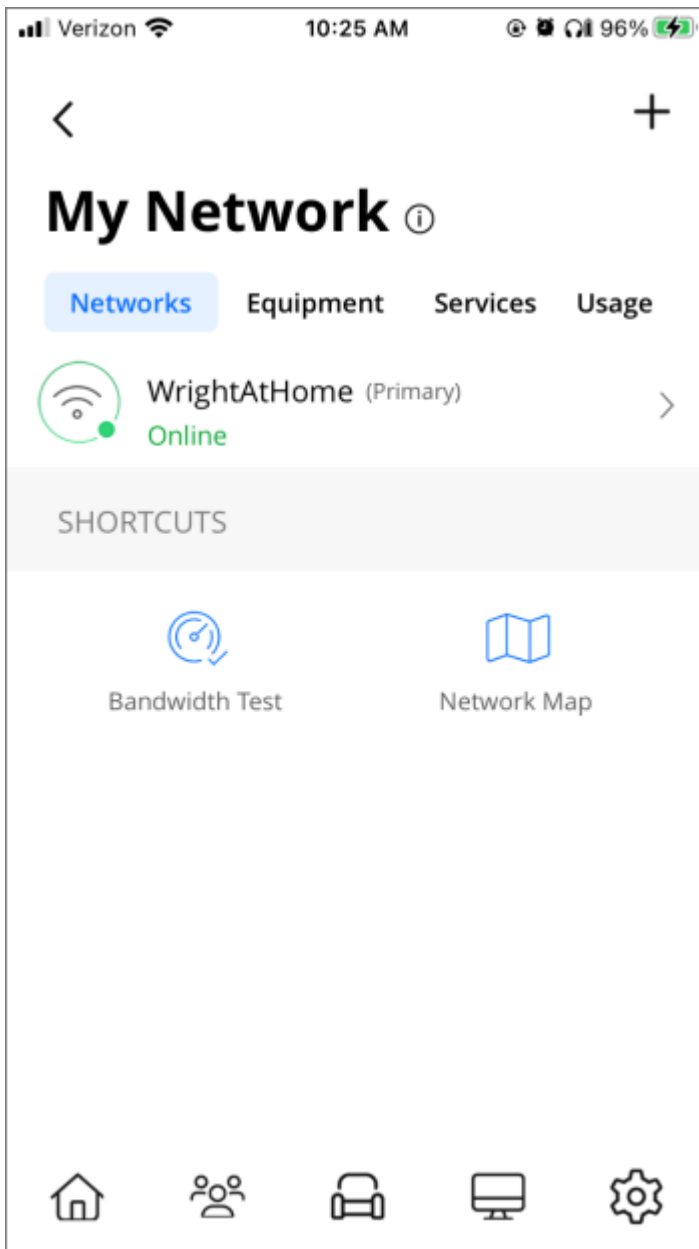 Verizon 10:25 AM 96%
My Network
Networks Equipment Services Usage
WrightAtHome (Primary)
Online
SHORTCUTS
Bandwidth Test Network Map